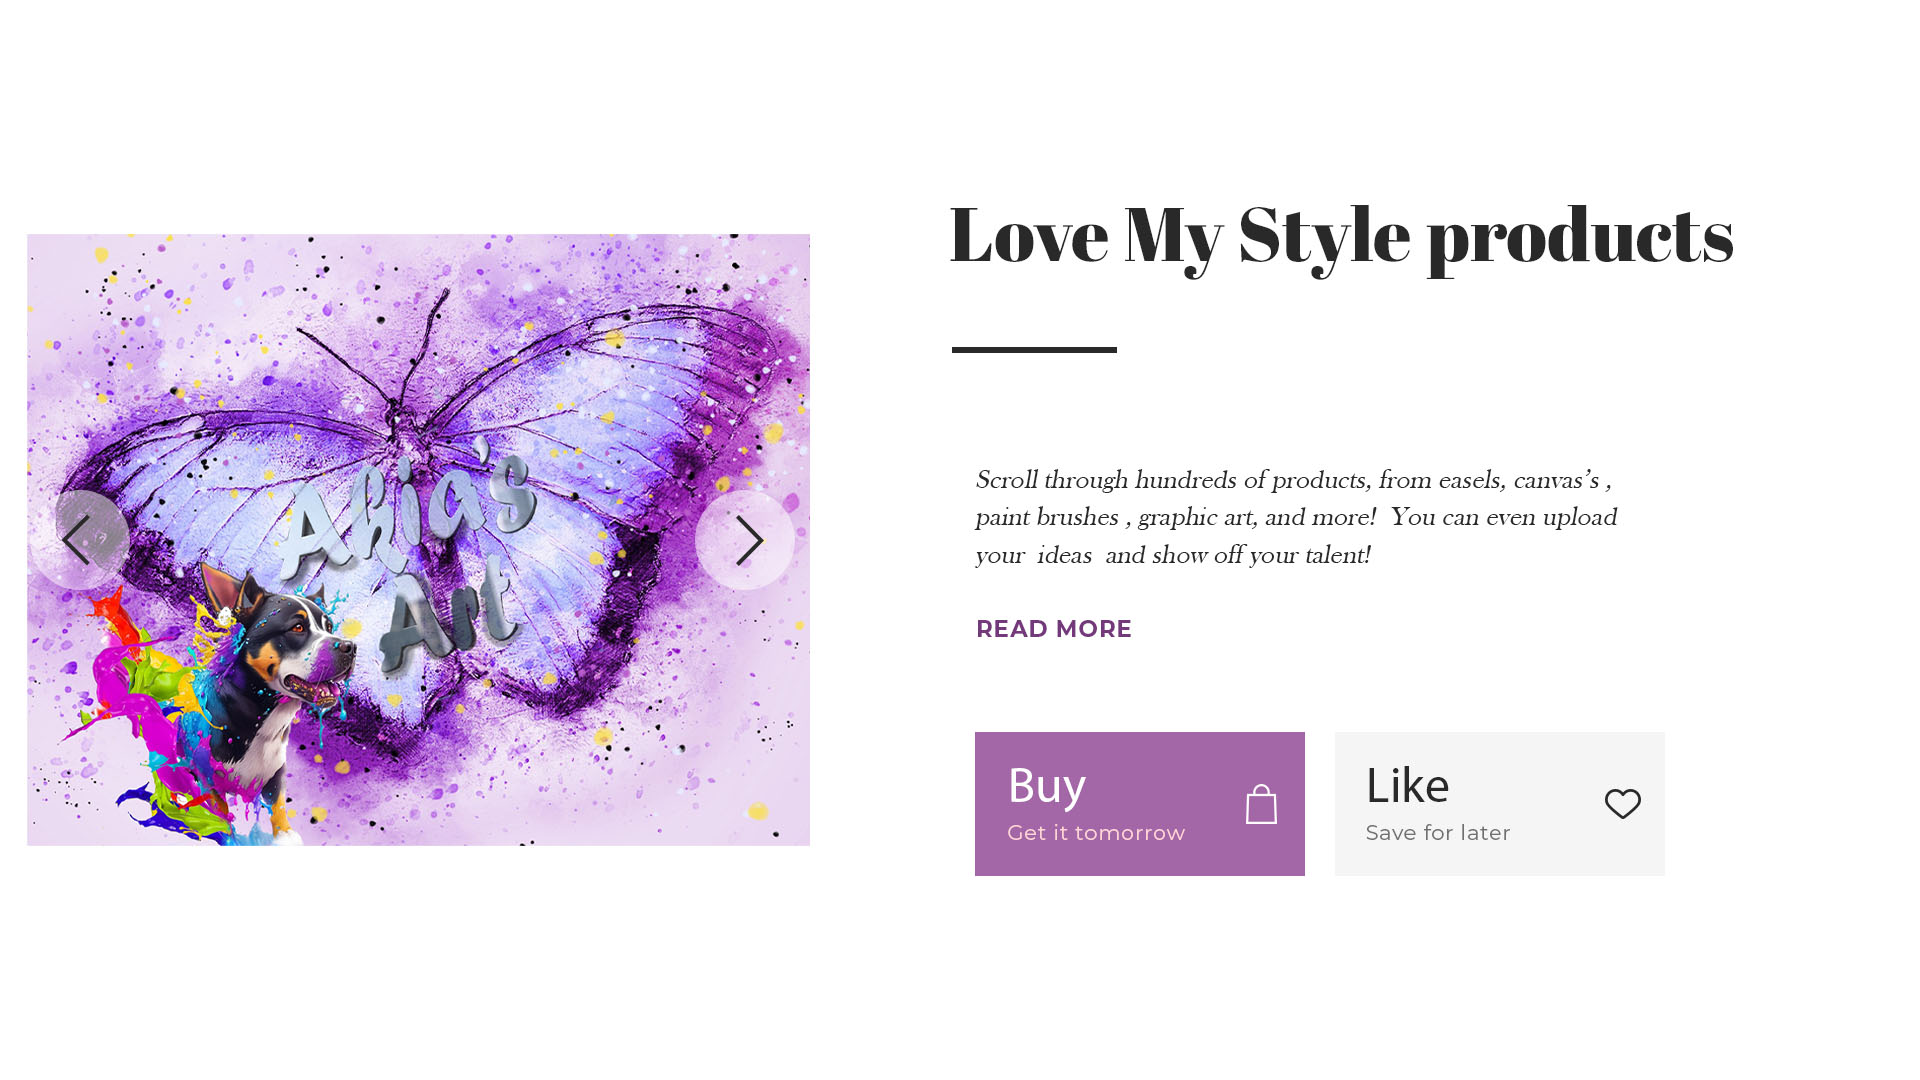 Love My Style products
Akia's
Art
Scroll through hundreds of products, from easels, canvas’s ,
paint brushes , graphic art, and more!  You can even upload
your  ideas  and show off your talent!
READ MORE
Buy
Get it tomorrow
Like
Save for later